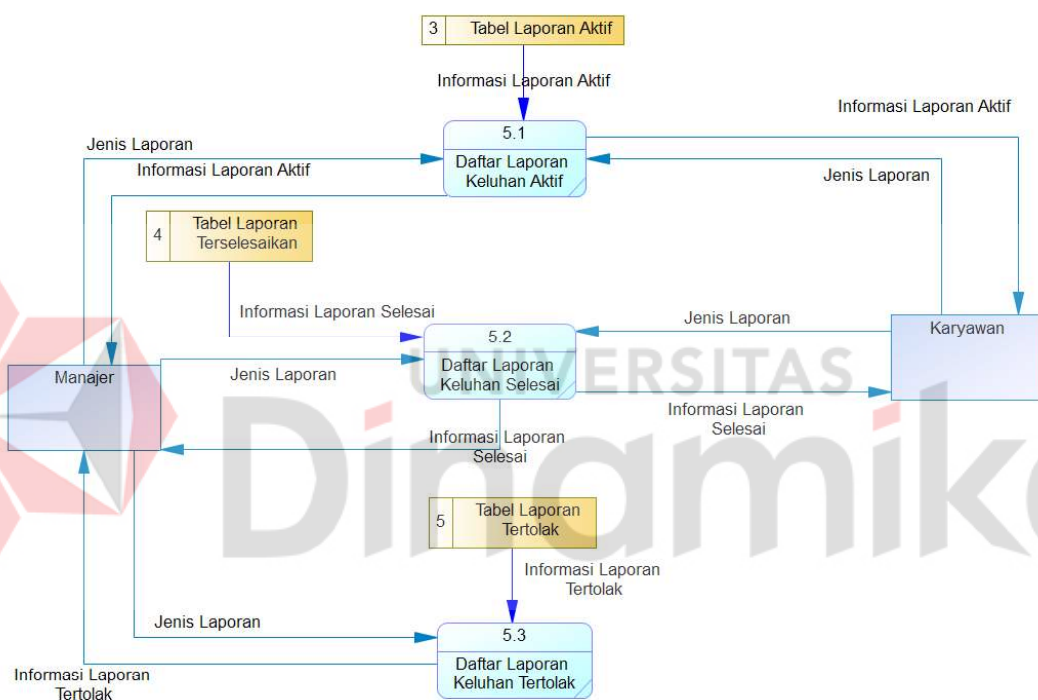 3 Tabel Laporan Aktif
Informasi Laporan Aktif
Informasi Laporan Aktif
5.1
Jenis Laporan
Daftar Laporan
Keluhan Aktif
Informasi Laporan Aktif
Jenis Laporan
4
Tabel Laporan
Terselesaikan
Informasi Laporan Selesai
Jenis Laporan
Karyawan
5.2
Daftar Laporan
Keluhan Selesai
Manajer
Jenis Laporan
UNIVERSITAS
Dinamika
Informasi Laporan
Selesai
Informasi Laporan
Selesai
5
Tabel Laporan
Tertolak
Informasi Laporan
Tertolak
Jenis Laporan
5.3
Daftar Laporan
Keluhan Tertolak
Informasi Laporan
Tertolak